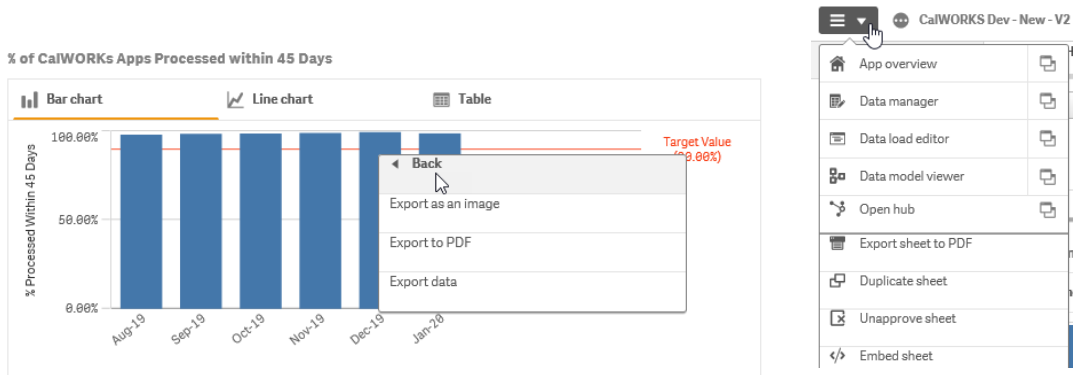 % of CalWORKs Apps Processed within 45 Days
Bar chart
Line chart
Table
% Processed Within 45 Days
100.00%
50.00%
0.00%
Target Value
Aug-19
Sep-19
Oct-19
Nov-19
Dec-19
Jan-20
Back
Export as an image
Export to PDF
Export data
CalWORKS Dev - New - V2
App overview
Data manager
Data load editor
Data model viewer
Open hub
Export sheet to PDF
Duplicate sheet
Unapprove sheet
Embed sheet